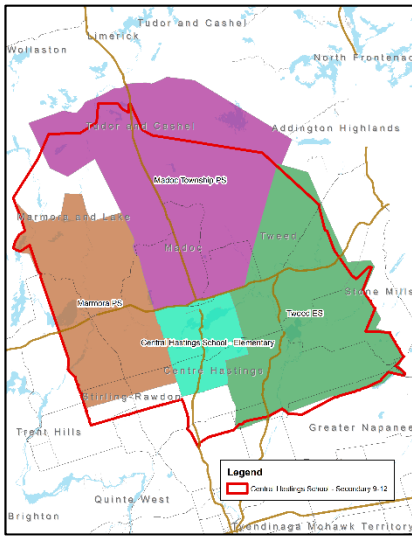 Tudor and Cashel
Limerick
Wollaston
North Frontenac
Tudor and Cashel
Addington Highlands
Madoc Township PS
Marmora and Lake
Tweed
Madoc
Stone Mills
Marmora PS
Tweed ES
Central Hastings School - Elementary
Centre Hastings
Stirling-Rawdon
Trent Hills
Greater Napanee
Legend
Central Hastings School - Secondary 9-12
Quinte West
Brighton
Tyendinaga Mohawk Territory